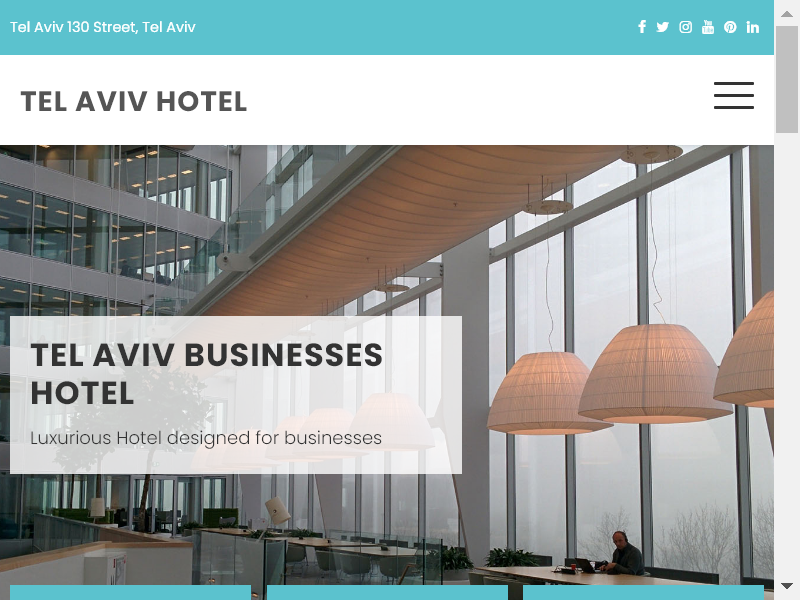 Tel Aviv 130 Street, Tel Aviv
TEL AVIV HOTEL
TEL AVIV BUSINESSES
HOTEL
Luxurious Hotel designed for businesses